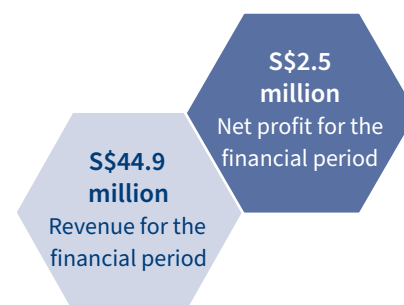 S$2.5
million
Net profit for the
financial period
S$44.9
million
Revenue for the
financial period